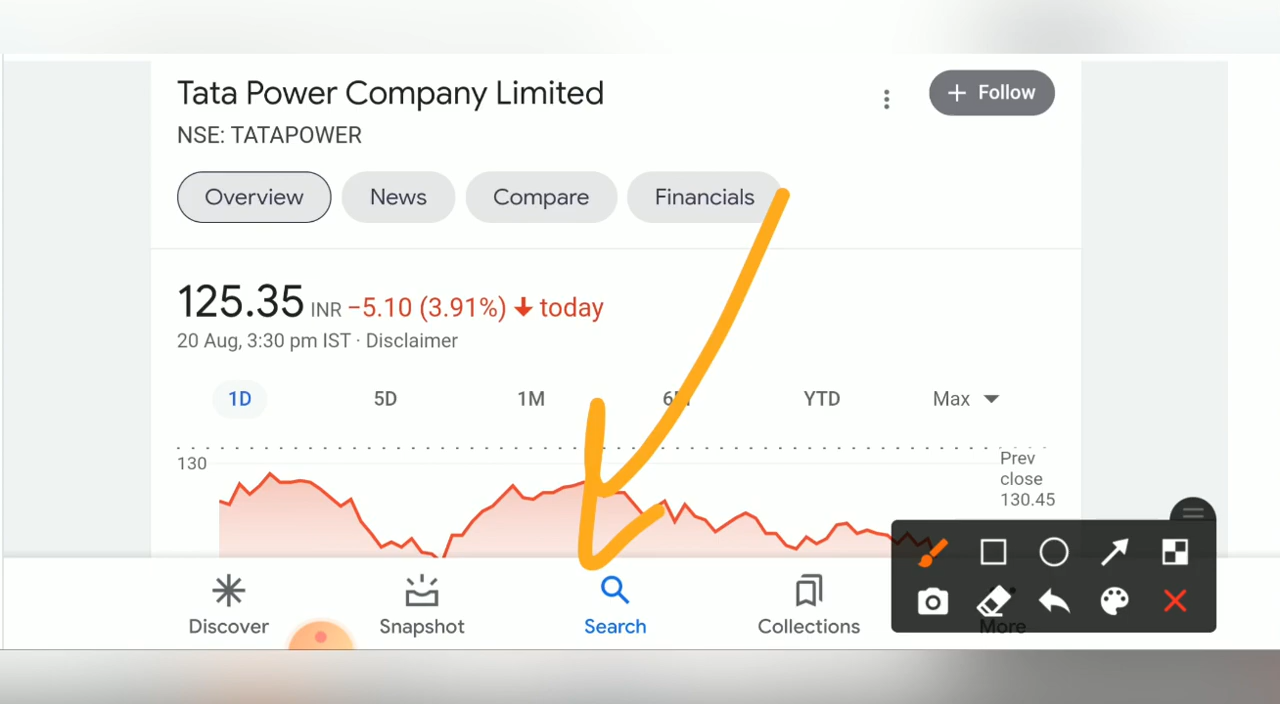 Tata Power Company Limited
Follow
NSE: TATAPOWER
Overview News Compare Financials
125.35 INR −5.10 (3.91%) today
20 Aug, 3:30 pm IST · Disclaimer
1D 5D 1M 6M YTD Max
130
Prev
close
130.45
Discover Snapshot Search Collections More